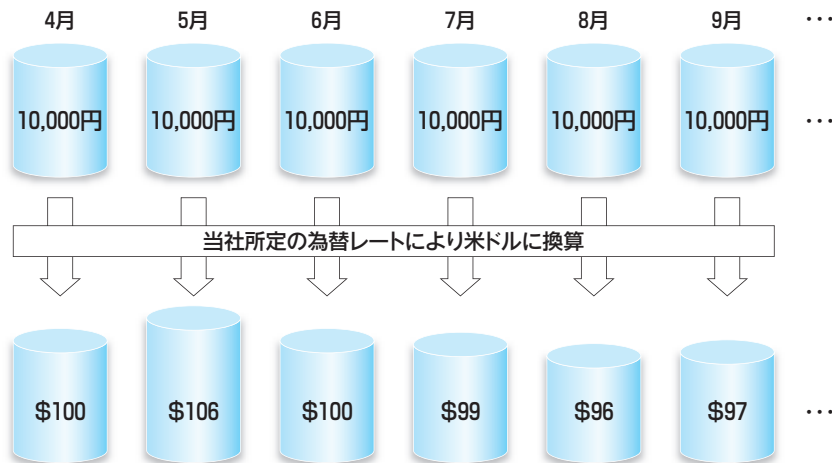 4月 5月 6月 7月 8月 9月 …
10,000円 10,000円 10,000円 10,000円 10,000円 10,000円 …
当社所定の為替レートにより米ドルに換算
$100 $106 $100 $99 $96 $97 …